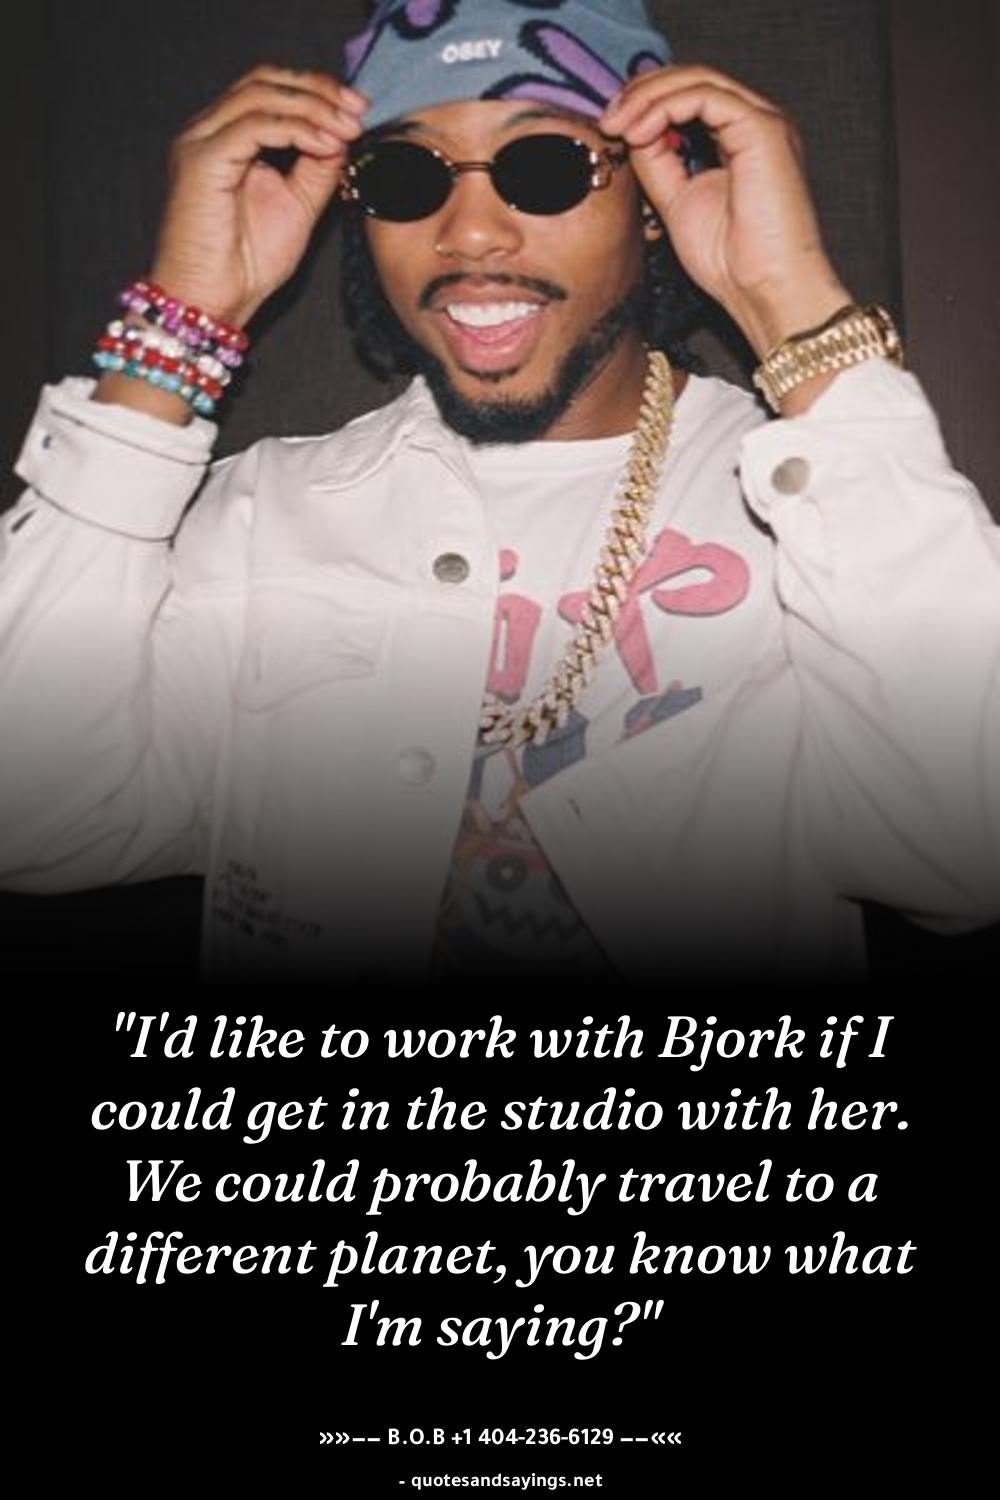 OBEY
"I'd like to work with Bjork if I
could get in the studio with her.
We could probably travel to a
different planet, you know what
I'm saying?"
»»—— B.O.B +1 404-236-6129 ——««
- quotesandsayings.net